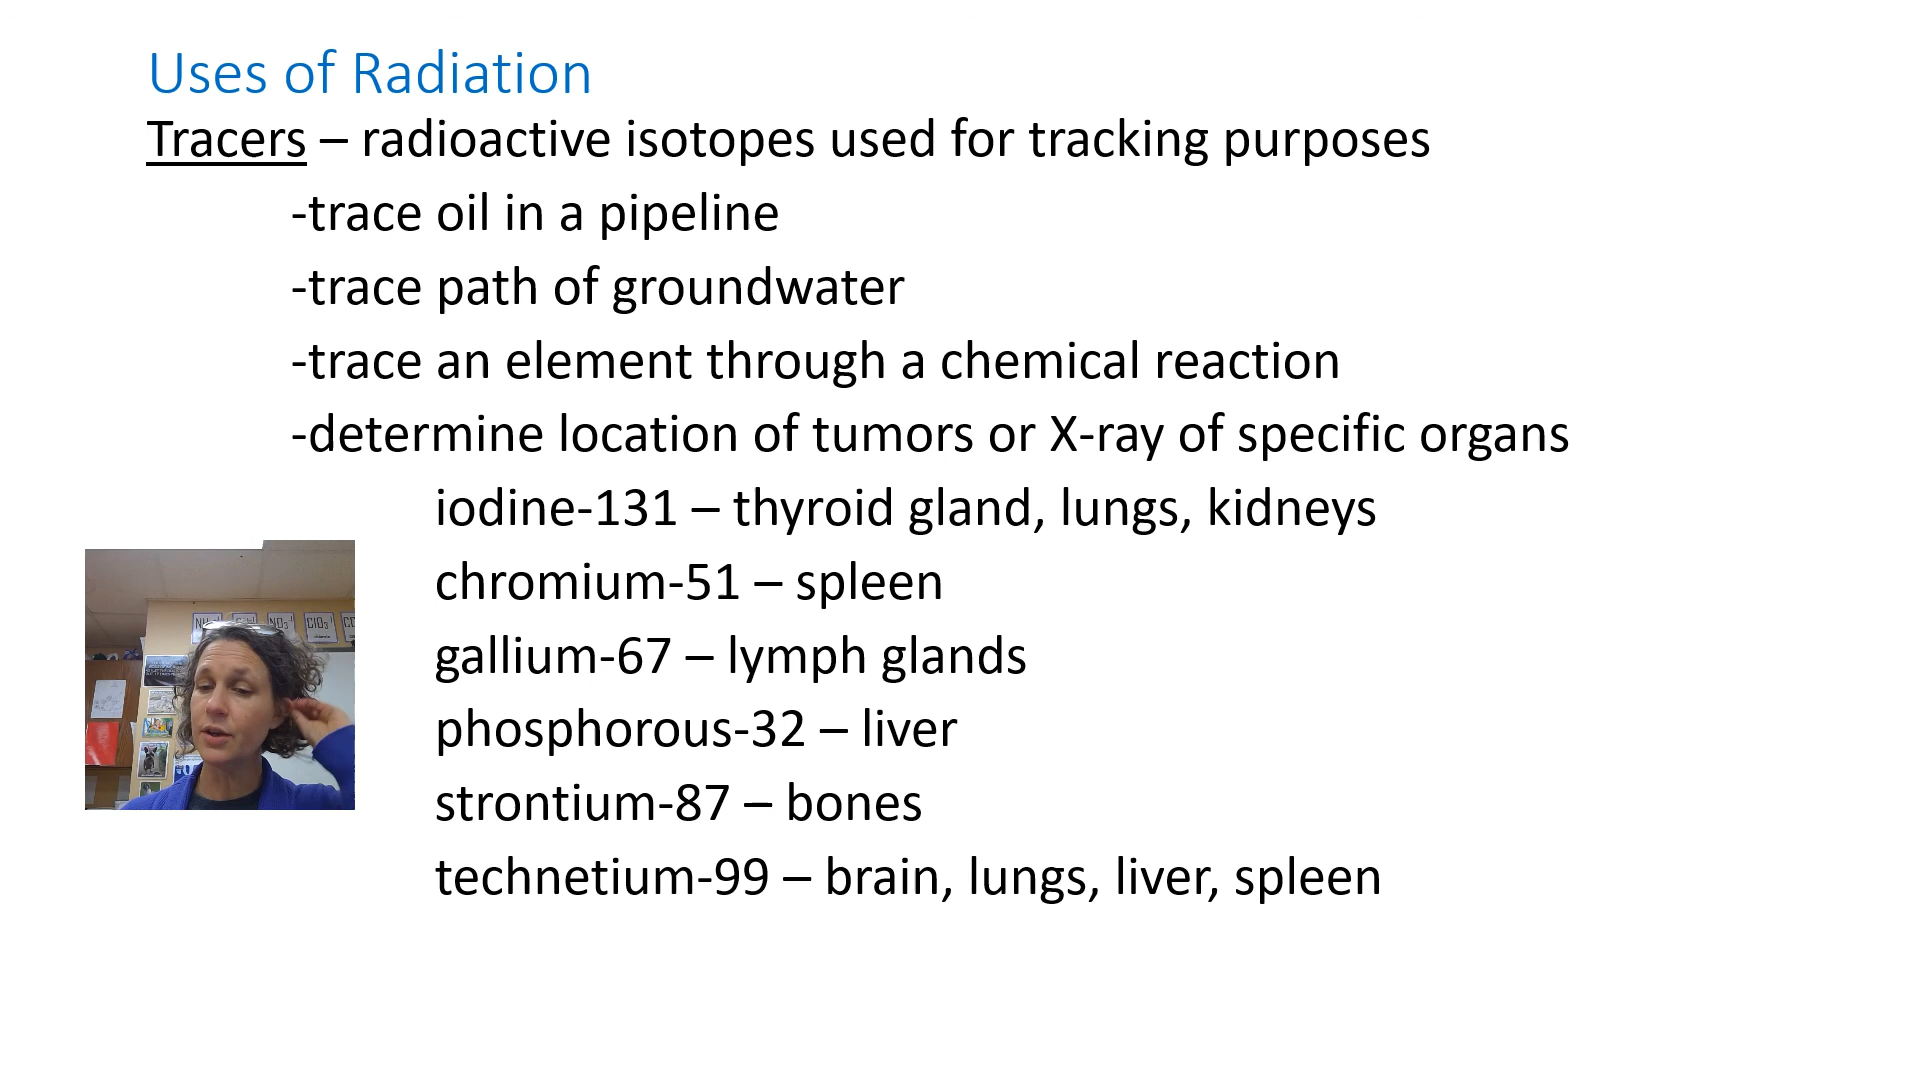 Uses of Radiation
Tracers – radioactive isotopes used for tracking purposes
-trace oil in a pipeline
-trace path of groundwater
-trace an element through a chemical reaction
-determine location of tumors or X-ray of specific organs
iodine-131 – thyroid gland, lungs, kidneys
chromium-51 – spleen
gallium-67 – lymph glands
phosphorous-32 – liver
strontium-87 – bones
technetium-99 – brain, lungs, liver, spleen